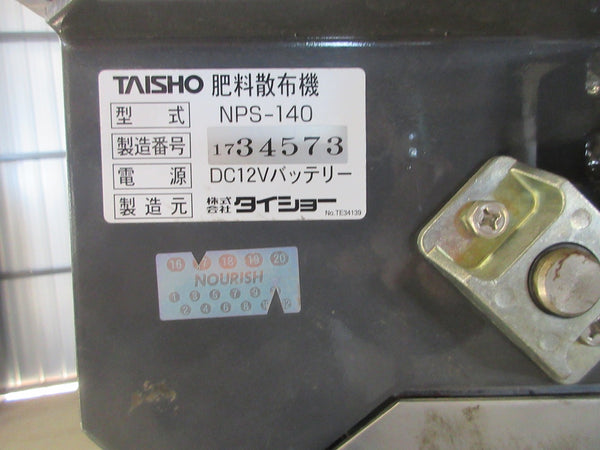 TAISHO 肥料散布機
型式 NPS-140
製造番号 1734573
電源 DC12Vバッテリー
製造元 株式会社タイショー
No.TE34139
16 17 18 19 20
NOURISH
1 3 5 7 9
2 4 6 8 10 12